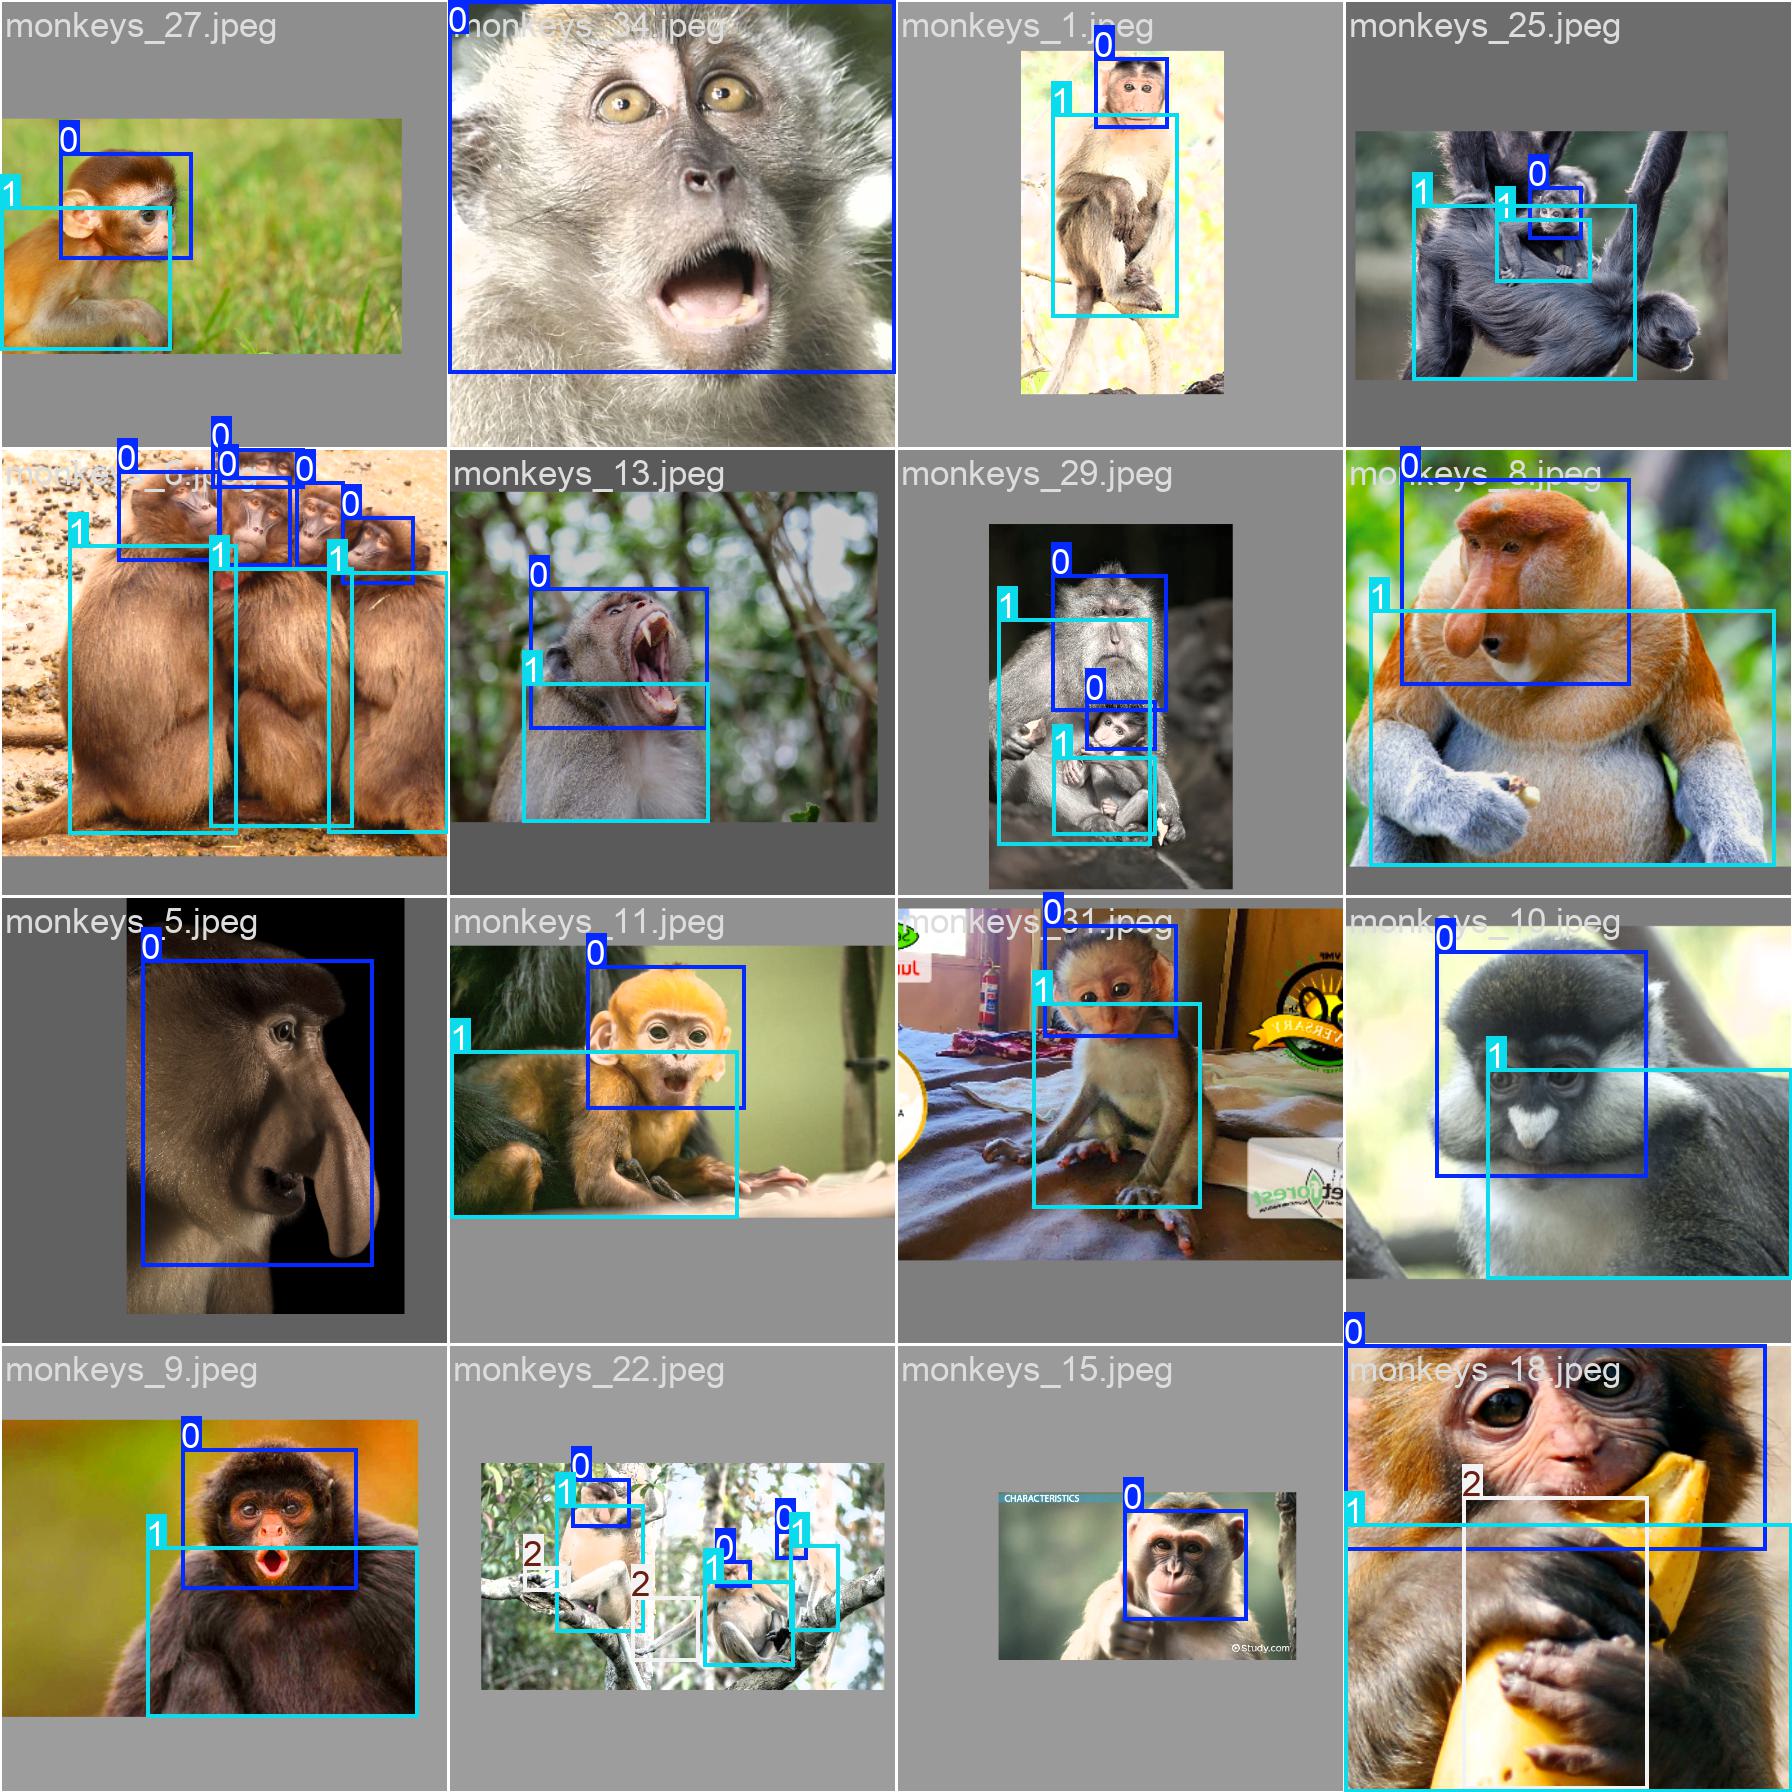 monkeys_27.jpeg
monkeys_34.jpeg
monkeys_1.jpeg
monkeys_25.jpeg
0
0
0
1
1
0
1
1
monkeys_6.jpeg
monkeys_13.jpeg
monkeys_29.jpeg
monkeys_8.jpeg
0
0
0
0
0
1
1
1
0
1
0
1
0
1
0
1
monkeys_5.jpeg
monkeys_11.jpeg
monkeys_31.jpeg
monkeys_10.jpeg
0
0
1
0
1
0
1
monkeys_9.jpeg
monkeys_22.jpeg
monkeys_15.jpeg
monkeys_18.jpeg
0
1
0
1
2
2
0
1
0
1
CHARACTERISTICS
0
Study.com
0
2
1